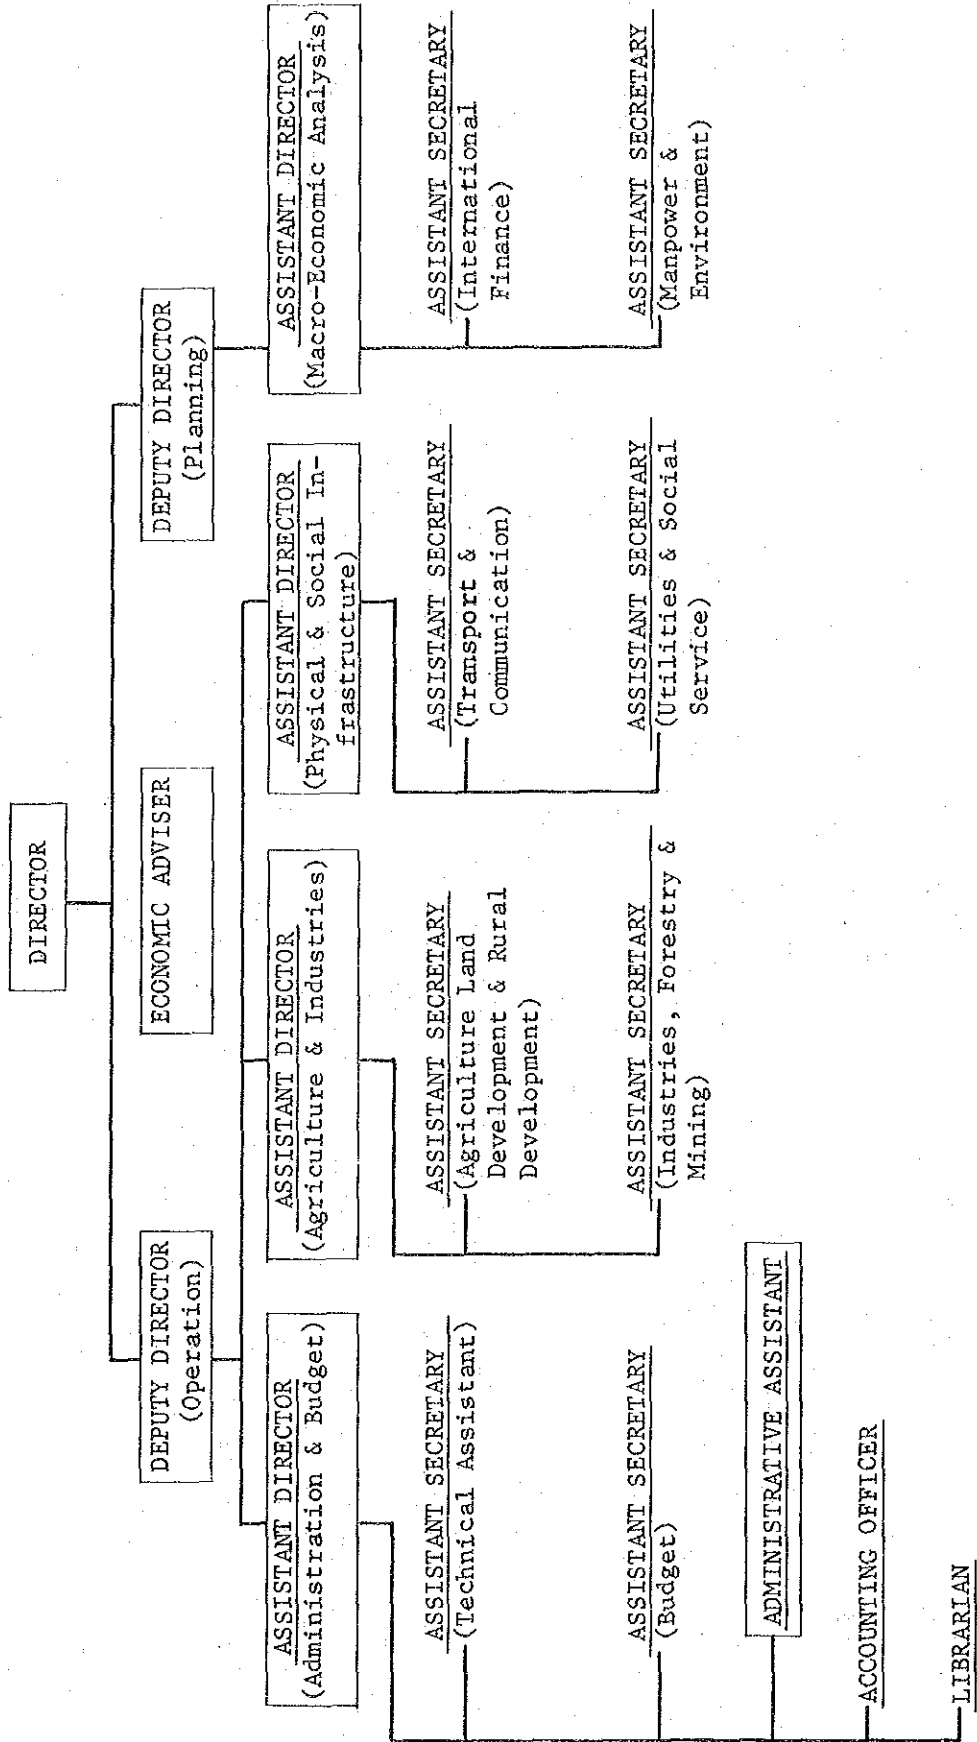 DIRECTOR
DEPUTY DIRECTOR
(Operation)
ECONOMIC ADVISER
DEPUTY DIRECTOR
(Planning)
ASSISTANT DIRECTOR
(Administration & Budget)
ASSISTANT DIRECTOR
(Agriculture & Industries)
ASSISTANT DIRECTOR
(Physical & Social In-
frastructure)
ASSISTANT DIRECTOR
(Macro-Economic Analysis)
ASSISTANT SECRETARY
(Technical Assistant)
ASSISTANT SECRETARY
(Agriculture Land
Development & Rural
Development)
ASSISTANT SECRETARY
(Transport &
Communication)
ASSISTANT SECRETARY
(International
Finance)
ASSISTANT SECRETARY
(Budget)
ASSISTANT SECRETARY
(Industries, Forestry &
Mining)
ASSISTANT SECRETARY
(Utilities & Social
Service)
ASSISTANT SECRETARY
(Manpower &
Environment)
ADMINISTRATIVE ASSISTANT
ACCOUNTING OFFICER
LIBRARIAN